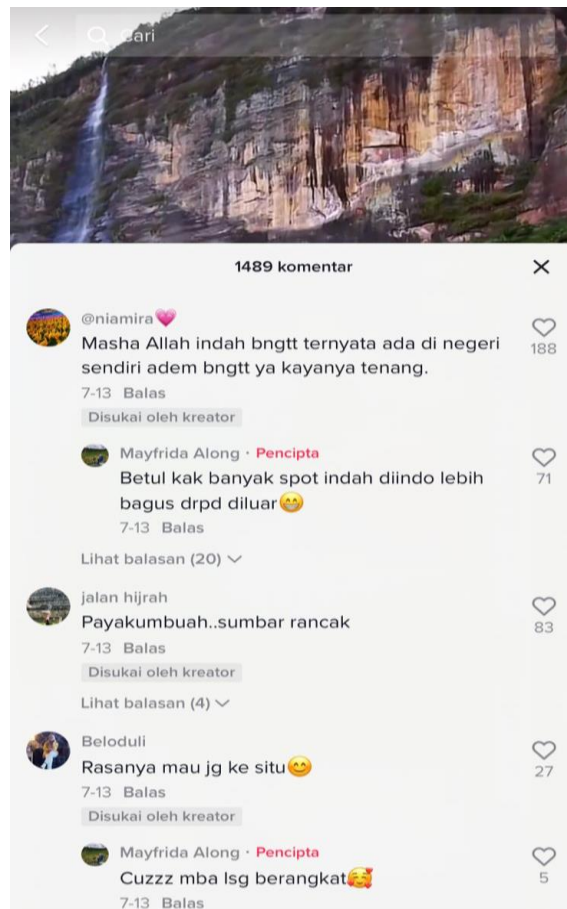 Cari
1489 komentar
@niamira💗
Masha Allah indah bngtt ternyata ada di negeri
sendiri adem bngtt ya kayanya tenang.
188
7-13 Balas
Disukai oleh kreator
Mayfrida Along · Pencipta
Betul kak banyak spot indah diindo lebih
bagus drpd diluar😁
71
7-13 Balas
Lihat balasan (20)
jalan hijrah
Payakumbuah..sumbar rancak
83
7-13 Balas
Disukai oleh kreator
Lihat balasan (4)
Beloduli
Rasanya mau jg ke situ😊
27
7-13 Balas
Disukai oleh kreator
Mayfrida Along · Pencipta
Cuzzz mba lsg berangkat🥰
5
7-13 Balas